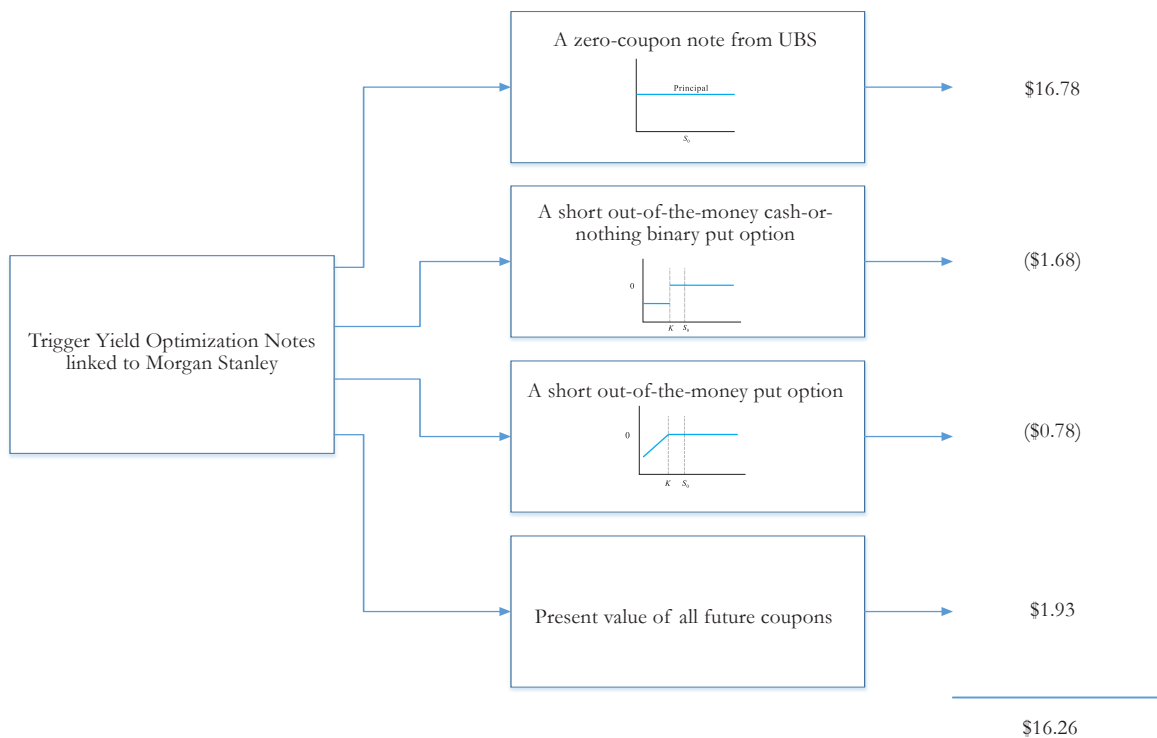 A zero-coupon note from UBS
Principal
S₀
$16.78
A short out-of-the-money cash-or-
nothing binary put option
0
K S₀
($1.68)
Trigger Yield Optimization Notes
linked to Morgan Stanley
A short out-of-the-money put option
0
K S₀
($0.78)
Present value of all future coupons
$1.93
$16.26